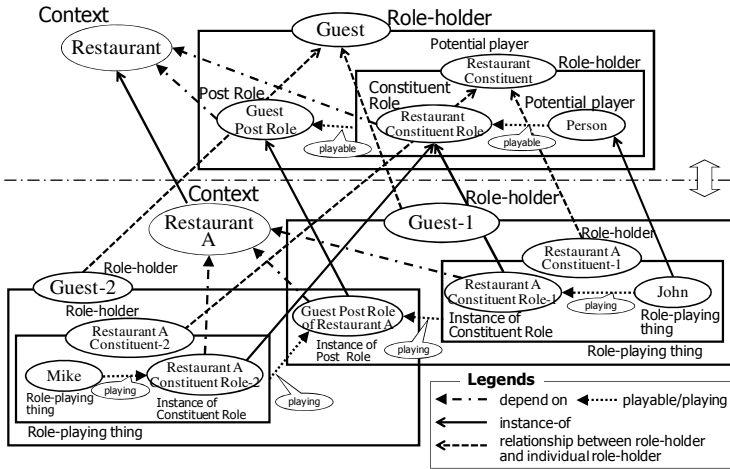 Context
Restaurant
Guest
Role-holder
Potential player
Restaurant
Constituent
Role-holder
Post Role
Constituent
Role
Potential player
Guest
Post Role
Restaurant
Constituent Role
Person
playable
playable
Context
Restaurant
A
Role-holder
Guest-1
Role-holder
Restaurant A
Constituent-1
Role-holder
Guest-2
Restaurant A
Constituent Role-1
John
playing
Role-holder
Restaurant A
Constituent-2
Guest Post Role
of Restaurant A
Instance of
Constituent Role
Role-playing
thing
playing
Instance of
Post Role
Role-playing thing
Mike
playing
Restaurant A
Constituent Role-2
Role-playing
thing
Instance of
Constituent Role
playing
Role-playing thing
Legends
depend on
playable/playing
instance-of
relationship between role-holder
and individual role-holder